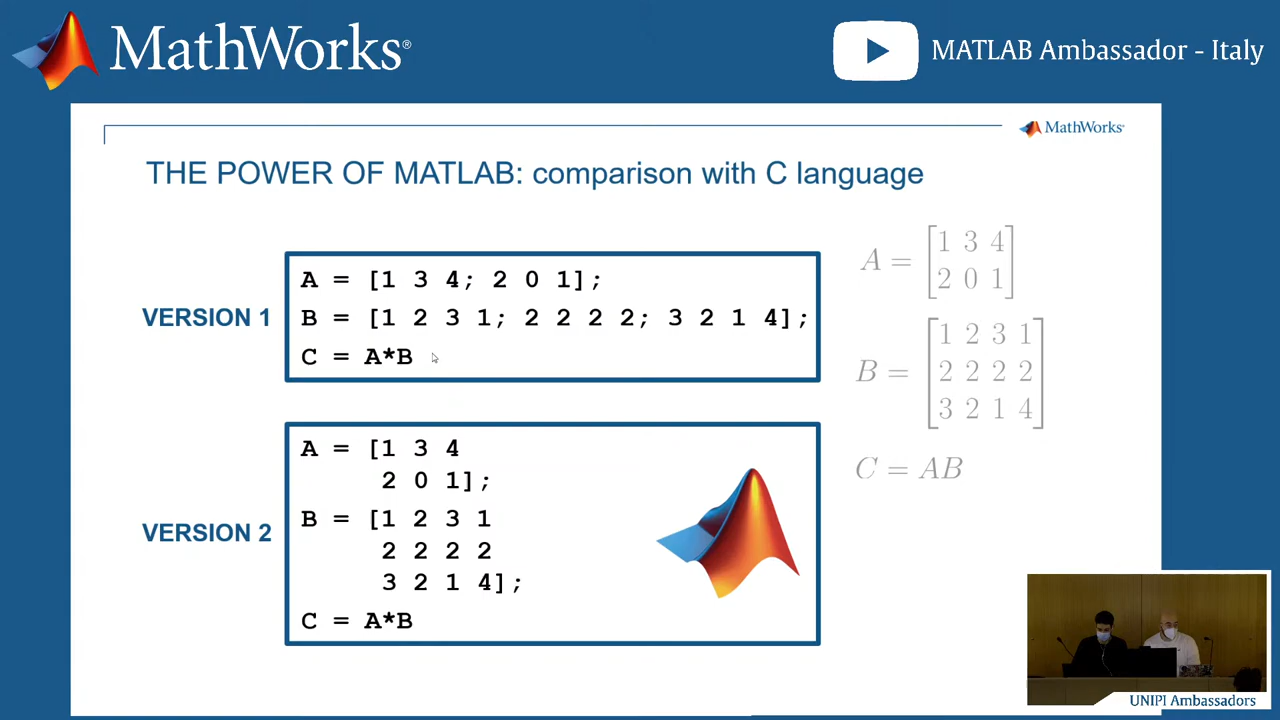 MathWorks®
MATLAB Ambassador - Italy
MathWorks®
THE POWER OF MATLAB: comparison with C language
VERSION 1
A = [1 3 4; 2 0 1];
B = [1 2 3 1; 2 2 2 2; 3 2 1 4];
C = A*B
VERSION 2
A = [1 3 4
2 0 1];
B = [1 2 3 1
2 2 2 2
3 2 1 4];
C = A*B
A = [1 3 4
2 0 1]
B = [1 2 3 1
2 2 2 2
3 2 1 4]
C = AB
UNIPI Ambassadors